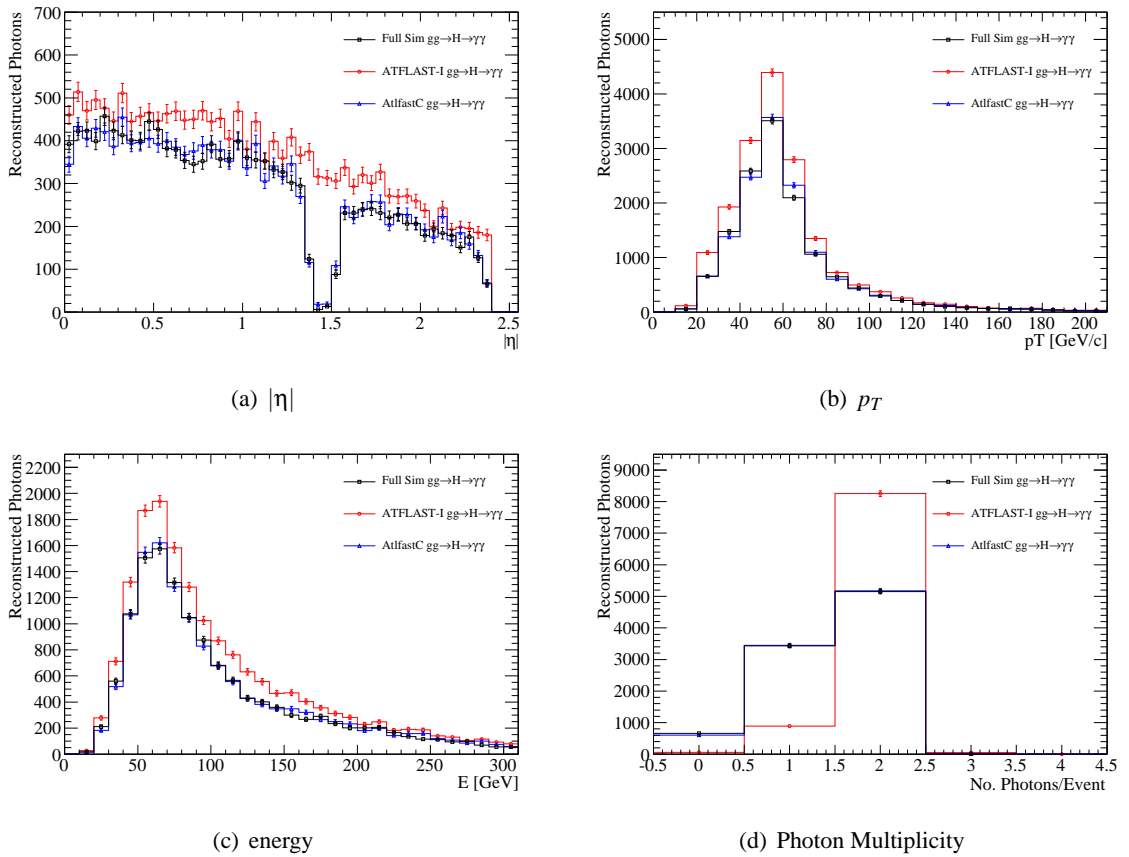 Reconstructed Photons
700
600
500
400
300
200
100
0
0 0.5 1 1.5 2 2.5
|η|
Full Sim gg→H→γγ
ATFLAST-I gg→H→γγ
AtlfastC gg→H→γγ
(a) |η|
Reconstructed Photons
5000
4000
3000
2000
1000
0
0 20 40 60 80 100 120 140 160 180 200
pT [GeV/c]
Full Sim gg→H→γγ
ATFLAST-I gg→H→γγ
AtlfastC gg→H→γγ
(b) pT
Reconstructed Photons
2200
2000
1800
1600
1400
1200
1000
800
600
400
200
0
0 50 100 150 200 250 300
E [GeV]
Full Sim gg→H→γγ
ATFLAST-I gg→H→γγ
AtlfastC gg→H→γγ
(c) energy
Reconstructed Photons
9000
8000
7000
6000
5000
4000
3000
2000
1000
0
-0.5 0 0.5 1 1.5 2 2.5 3 3.5 4 4.5
No. Photons/Event
Full Sim gg→H→γγ
ATFLAST-I gg→H→γγ
AtlfastC gg→H→γγ
(d) Photon Multiplicity